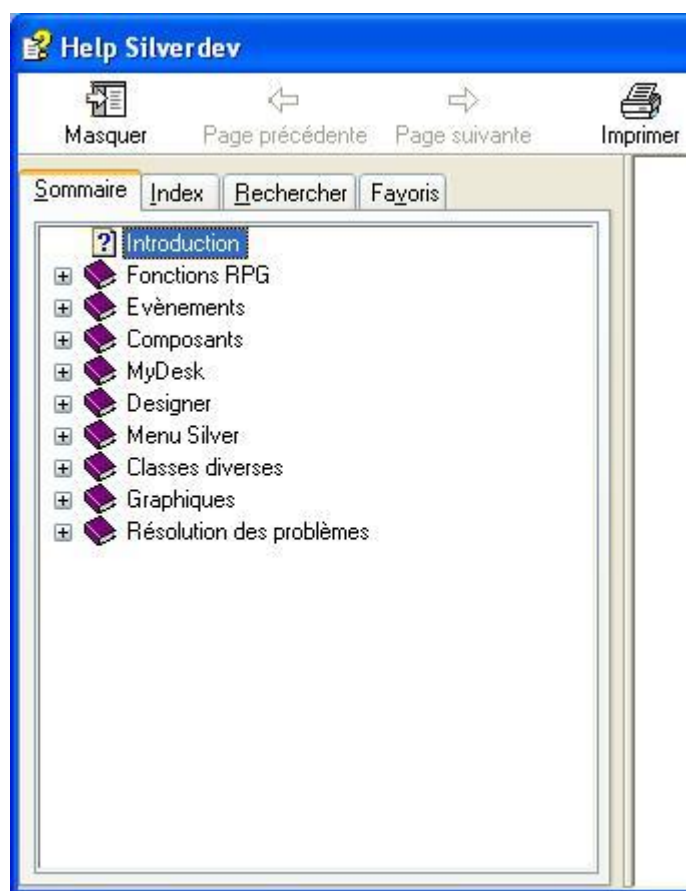 Help Silverdev
Masquer Page précédente Page suivante Imprimer
Sommaire Index Rechercher Favoris
Introduction
Fonctions RPG
Evènements
Composants
MyDesk
Designer
Menu Silver
Classes diverses
Graphiques
Résolution des problèmes